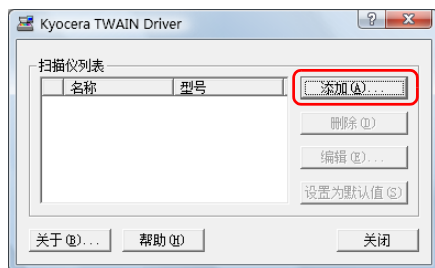 Kyocera TWAIN Driver
扫描仪列表
名称 型号
添加(A)...
删除(D)
编辑(E)...
设置为默认值(S)
关于(B)... 帮助(H) 关闭